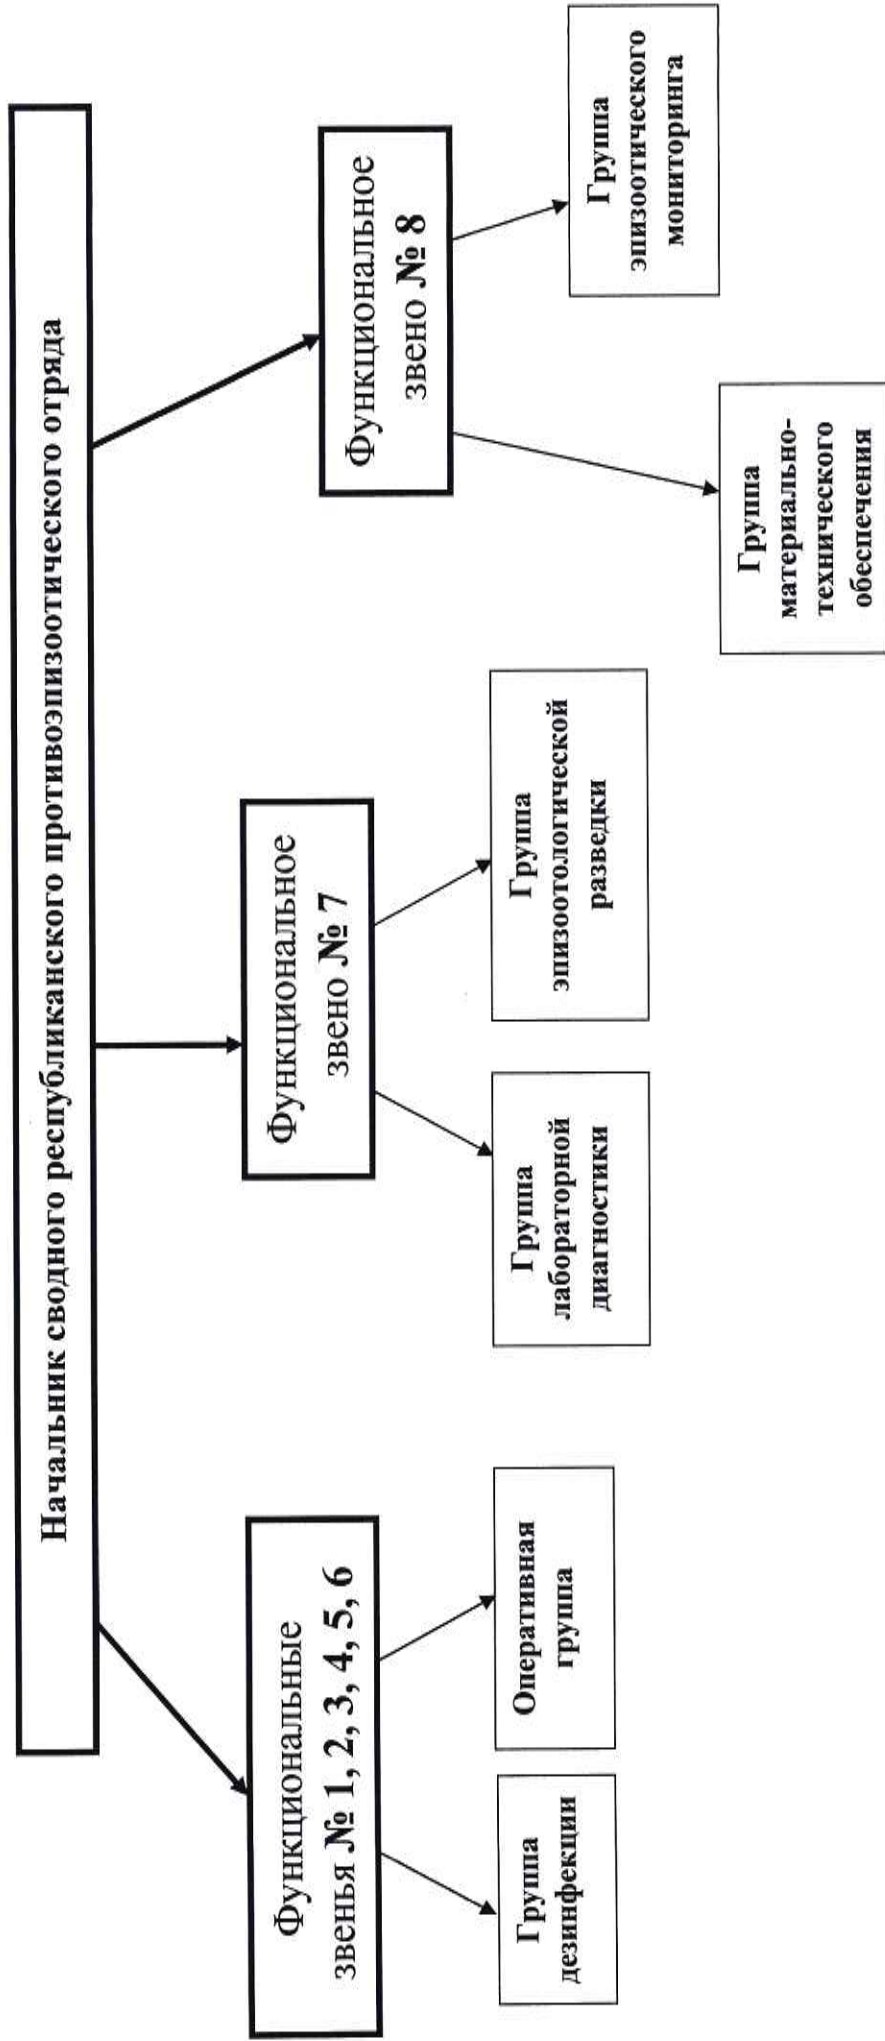 Начальник сводного республиканского противоэпизоотического отряда
Функциональные
звенья № 1, 2, 3, 4, 5, 6
Функциональное
звено № 7
Функциональное
звено № 8
Группа
дезинфекции
Оперативная
группа
Группа
лабораторной
диагностики
Группа
эпизоотологической
разведки
Группа
материально-
технического
обеспечения
Группа
эпизоотического
мониторинга